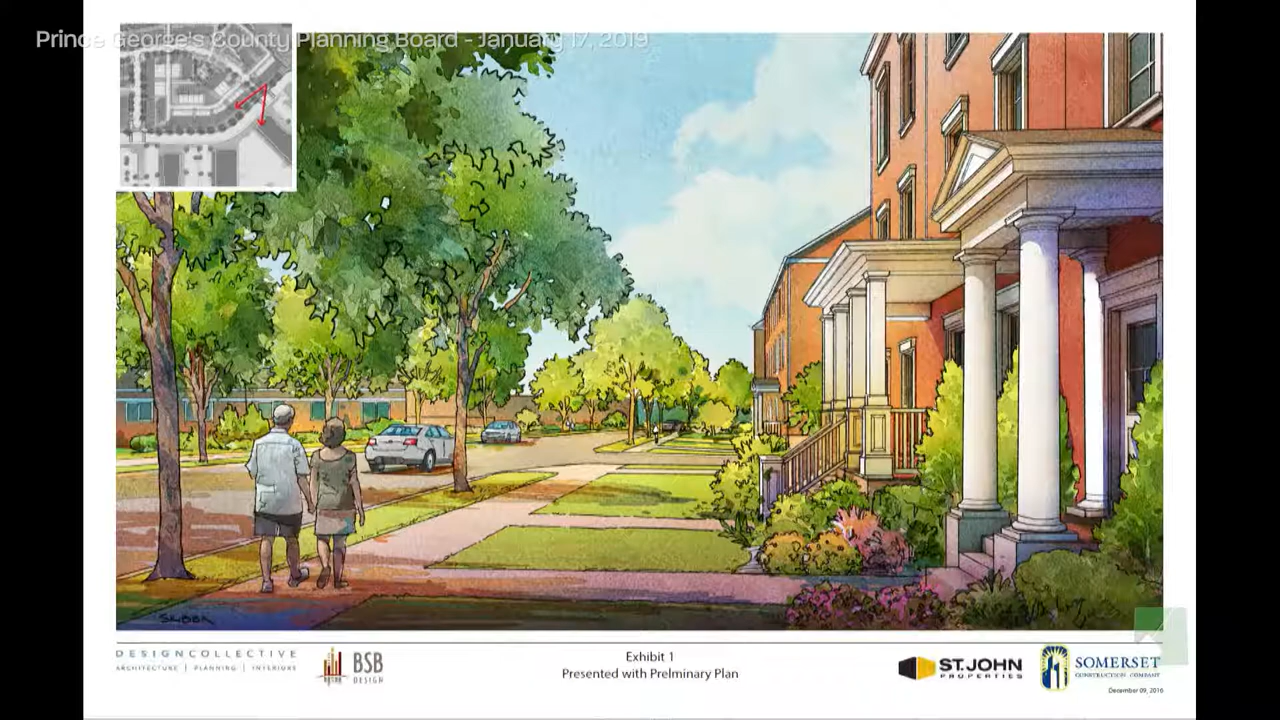 Prince George's County Planning Board - January 17, 2019
DESIGNCOLLECTIVE
ARCHITECTURE | PLANNING | INTERIORS
BSB
DESIGN
Exhibit 1
Presented with Prelminary Plan
ST.JOHN
PROPERTIES
SOMERSET
CONSTRUCTION COMPANY
December 09, 2016